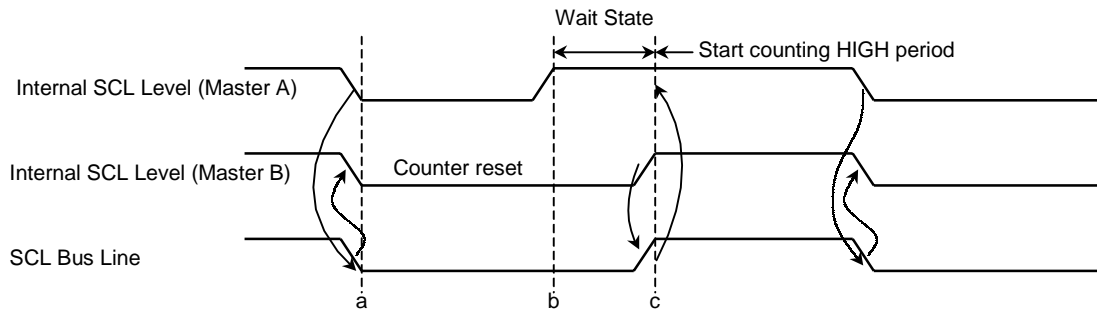 Wait State
Start counting HIGH period
Internal SCL Level (Master A)
Internal SCL Level (Master B)
Counter reset
SCL Bus Line
a
b
c